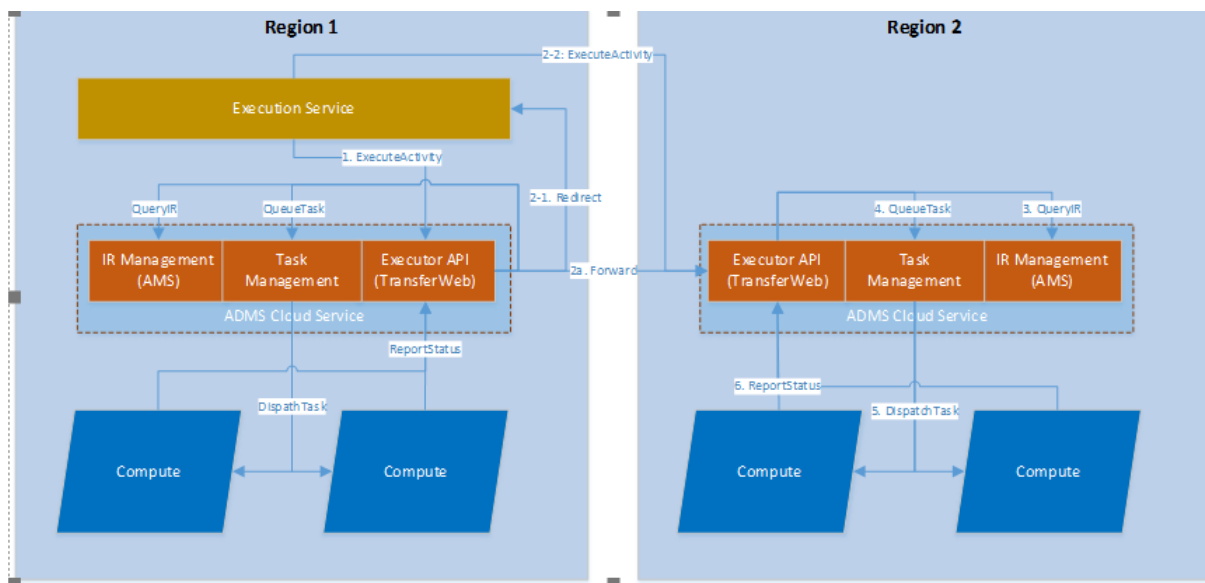 Region 1
Region 2
2-2: ExecuteActivity
Execution Service
1. ExecuteActivity
2-1. Redirect
QueryIR
QueueTask
4. QueueTask
3. QueryIR
IR Management
(AMS)
Task
Management
Executor API
(TransferWeb)
2a. Forward
Executor API
(TransferWeb)
Task
Management
IR Management
(AMS)
ADMS Cloud Service
ADMS Cloud Service
ReportStatus
6. ReportStatus
DispathTask
5. DispatchTask
Compute
Compute
Compute
Compute